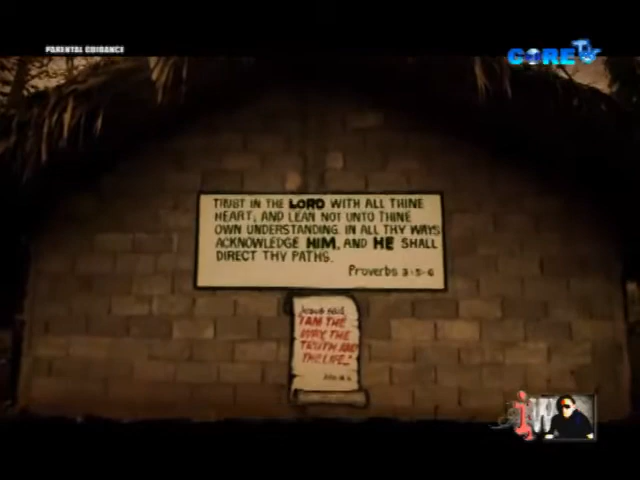 PARENTAL GUIDANCE
CORE TV
TRUST IN THE LORD WITH ALL THINE
HEART; AND LEAN NOT UNTO THINE
OWN UNDERSTANDING. IN ALL THY WAYS
ACKNOWLEDGE HIM, AND HE SHALL
DIRECT THY PATHS.
Proverbs 3:5-6
Jesus said,
"I AM THE
WAY, THE
TRUTH AND
THE LIFE."
iW